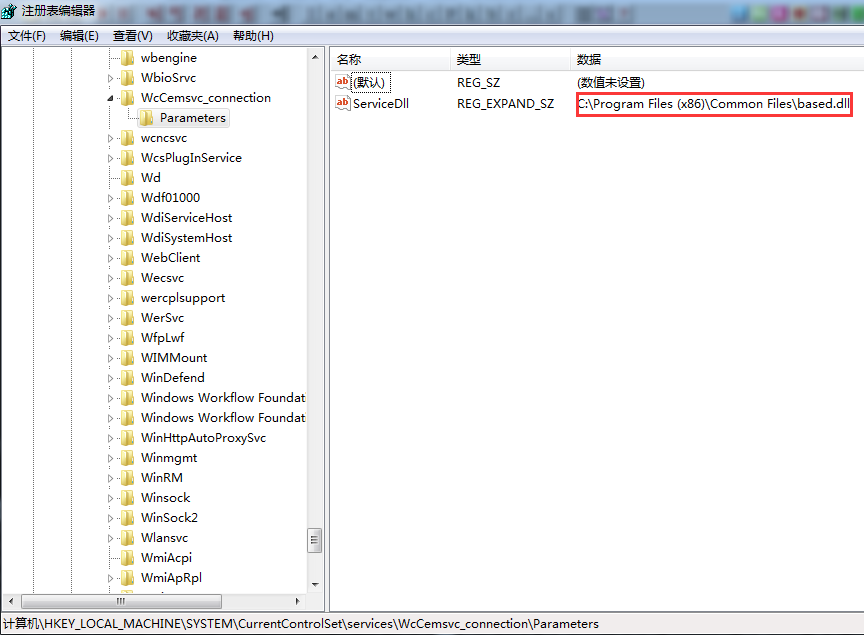 注册表编辑器
文件(F) 编辑(E) 查看(V) 收藏夹(A) 帮助(H)
wbengine
WbioSrvc
WcCemsvc_connection
Parameters
wcncsvc
WcsPlugInService
Wd
Wdf01000
WdiServiceHost
WdiSystemHost
WebClient
Wecsvc
wercplsupport
WerSvc
WfpLwf
WIMMount
WinDefend
Windows Workflow Foundat
Windows Workflow Foundat
WinHttpAutoProxySvc
Winmgmt
WinRM
Winsock
WinSock2
Wlansvc
WmiAcpi
WmiApRpl
名称 类型 数据
ab (默认) REG_SZ (数值未设置)
ab ServiceDll REG_EXPAND_SZ C:\Program Files (x86)\Common Files\based.dll
计算机\HKEY_LOCAL_MACHINE\SYSTEM\CurrentControlSet\services\WcCemsvc_connection\Parameters